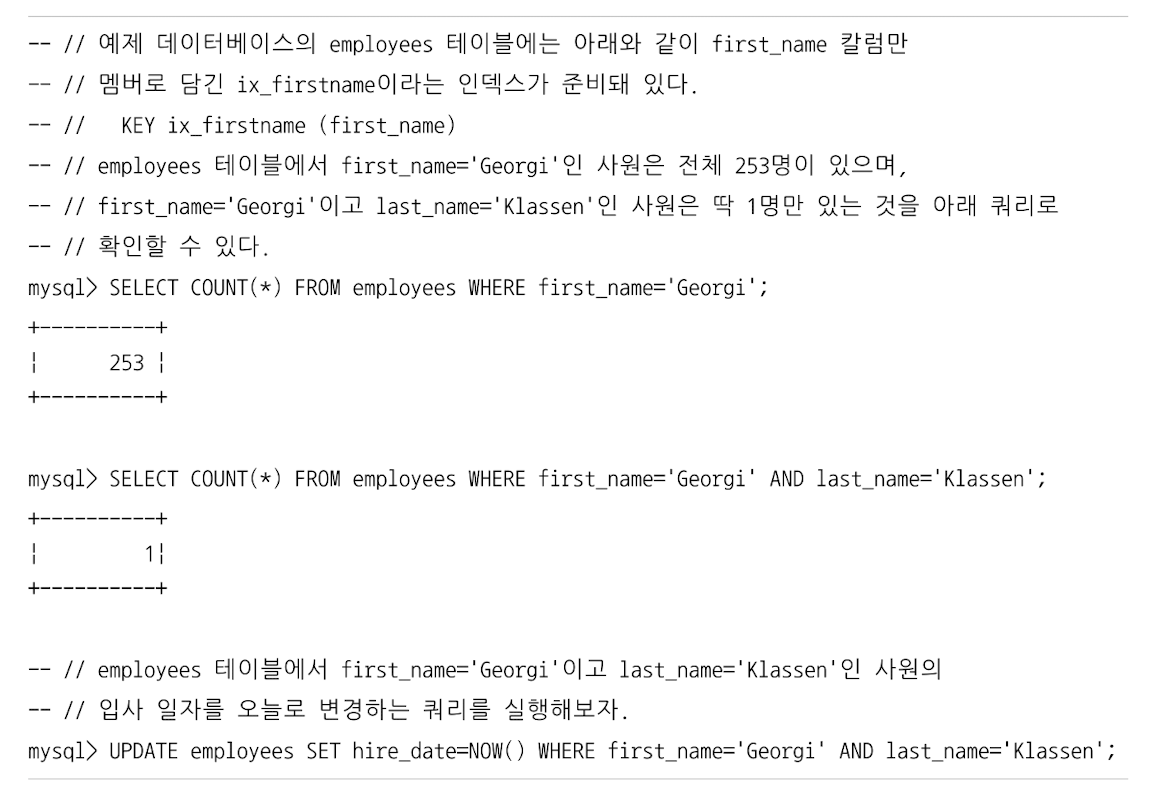 -- // 예제 데이터베이스의 employees 테이블에는 아래와 같이 first_name 칼럼만
-- // 멤버로 담긴 ix_firstname이라는 인덱스가 준비돼 있다.
-- //   KEY ix_firstname (first_name)
-- // employees 테이블에서 first_name='Georgi'인 사원은 전체 253명이 있으며,
-- // first_name='Georgi'이고 last_name='Klassen'인 사원은 딱 1명만 있는 것을 아래 쿼리로
-- // 확인할 수 있다.
mysql> SELECT COUNT(*) FROM employees WHERE first_name='Georgi';
+----------+
¦      253 ¦
+----------+
mysql> SELECT COUNT(*) FROM employees WHERE first_name='Georgi' AND last_name='Klassen';
+----------+
¦         1¦
+----------+
-- // employees 테이블에서 first_name='Georgi'이고 last_name='Klassen'인 사원의
-- // 입사 일자를 오늘로 변경하는 쿼리를 실행해보자.
mysql> UPDATE employees SET hire_date=NOW() WHERE first_name='Georgi' AND last_name='Klassen';